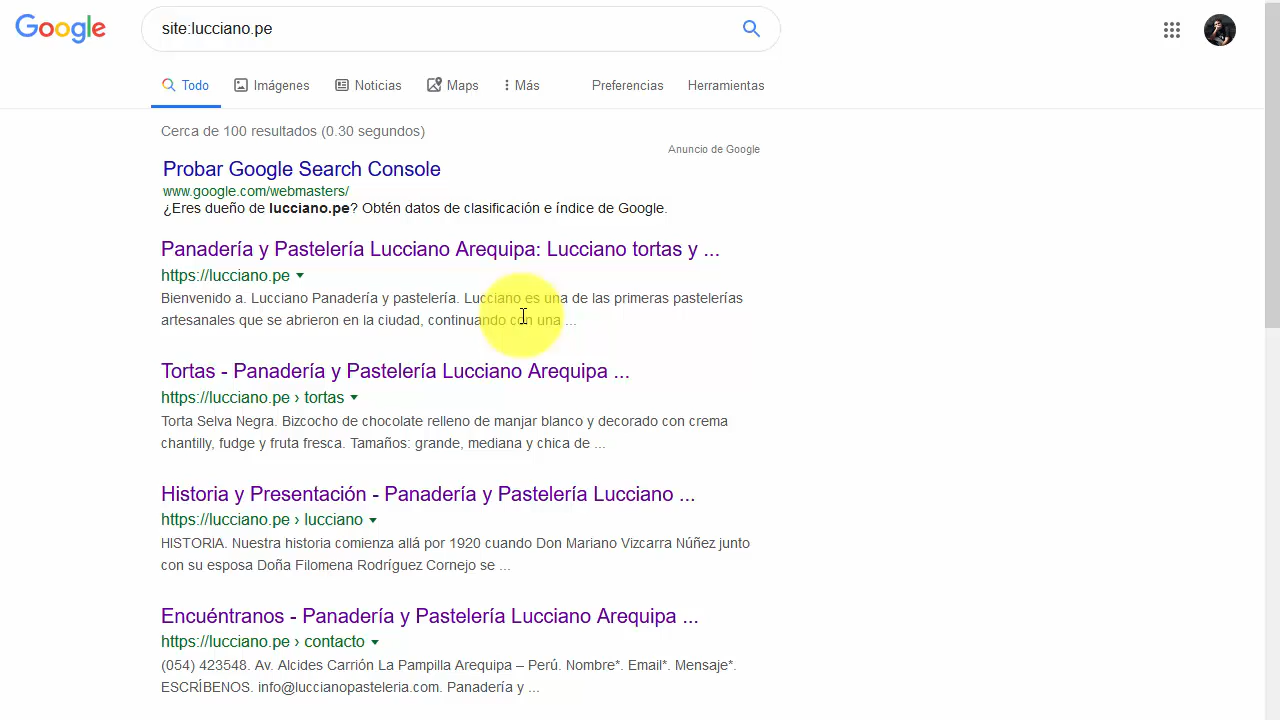 Google
site:lucciano.pe
Todo Imágenes Noticias Maps Más Preferencias Herramientas
Cerca de 100 resultados (0.30 segundos)
Anuncio de Google
Probar Google Search Console
www.google.com/webmasters/
¿Eres dueño de lucciano.pe? Obtén datos de clasificación e índice de Google.
Panadería y Pastelería Lucciano Arequipa: Lucciano tortas y ...
https://lucciano.pe
Bienvenido a. Lucciano Panadería y pastelería. Lucciano es una de las primeras pastelerías
artesanales que se abrieron en la ciudad, continuando con una ...
Tortas - Panadería y Pastelería Lucciano Arequipa ...
https://lucciano.pe › tortas
Torta Selva Negra. Bizcocho de chocolate relleno de manjar blanco y decorado con crema
chantilly, fudge y fruta fresca. Tamaños: grande, mediana y chica de ...
Historia y Presentación - Panadería y Pastelería Lucciano ...
https://lucciano.pe › lucciano
HISTORIA. Nuestra historia comienza allá por 1920 cuando Don Mariano Vizcarra Núñez junto
con su esposa Doña Filomena Rodríguez Cornejo se ...
Encuéntranos - Panadería y Pastelería Lucciano Arequipa ...
https://lucciano.pe › contacto
(054) 423548. Av. Alcides Carrión La Pampilla Arequipa – Perú. Nombre*. Email*. Mensaje*.
ESCRÍBENOS. info@luccianopasteleria.com. Panadería y ...